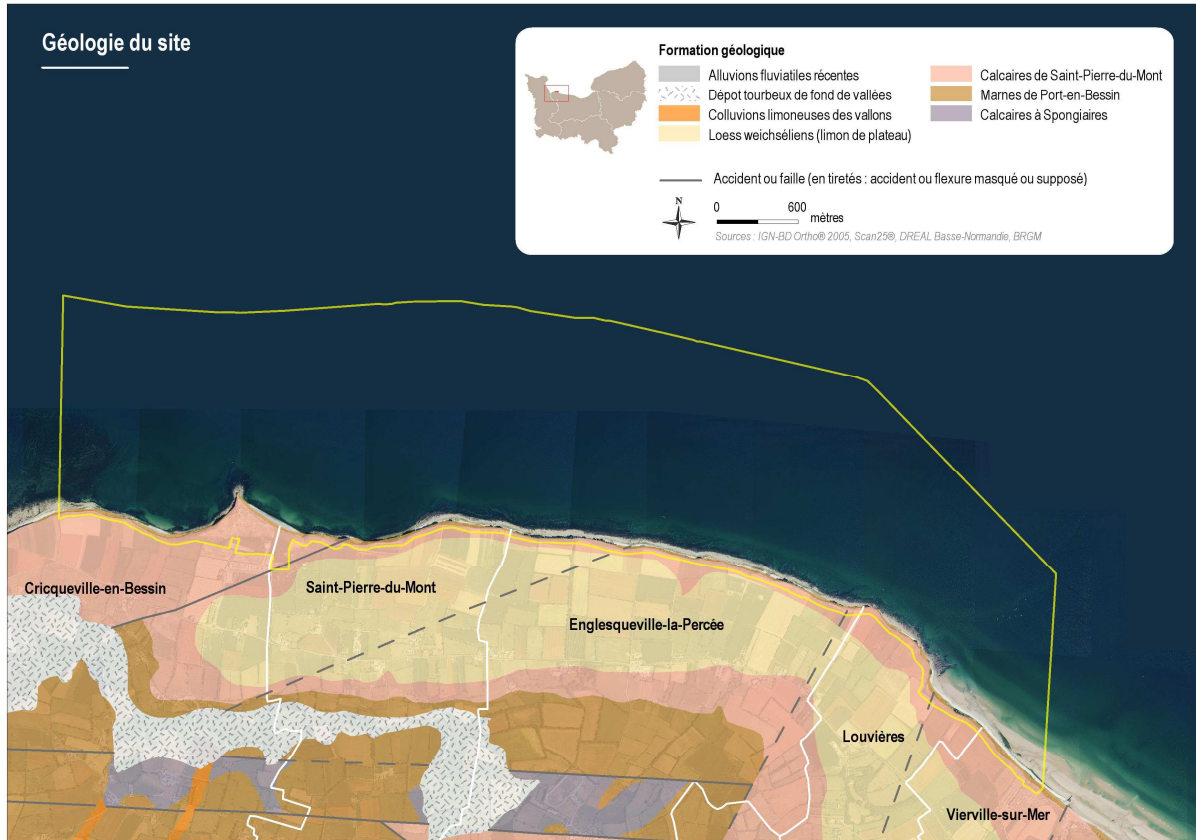 Géologie du site
Formation géologique
Alluvions fluviatiles récentes
Dépot tourbeux de fond de vallées
Colluvions limoneuses des vallons
Loess weichséliens (limon de plateau)
Calcaires de Saint-Pierre-du-Mont
Marnes de Port-en-Bessin
Calcaires à Spongiaires
Accident ou faille (en tiretés : accident ou flexure masqué ou supposé)
N
0 600
mètres
Sources : IGN-BD Ortho® 2005, Scan25®, DREAL Basse-Normandie, BRGM
Cricqueville-en-Bessin
Saint-Pierre-du-Mont
Englesqueville-la-Percée
Louvières
Vierville-sur-Mer